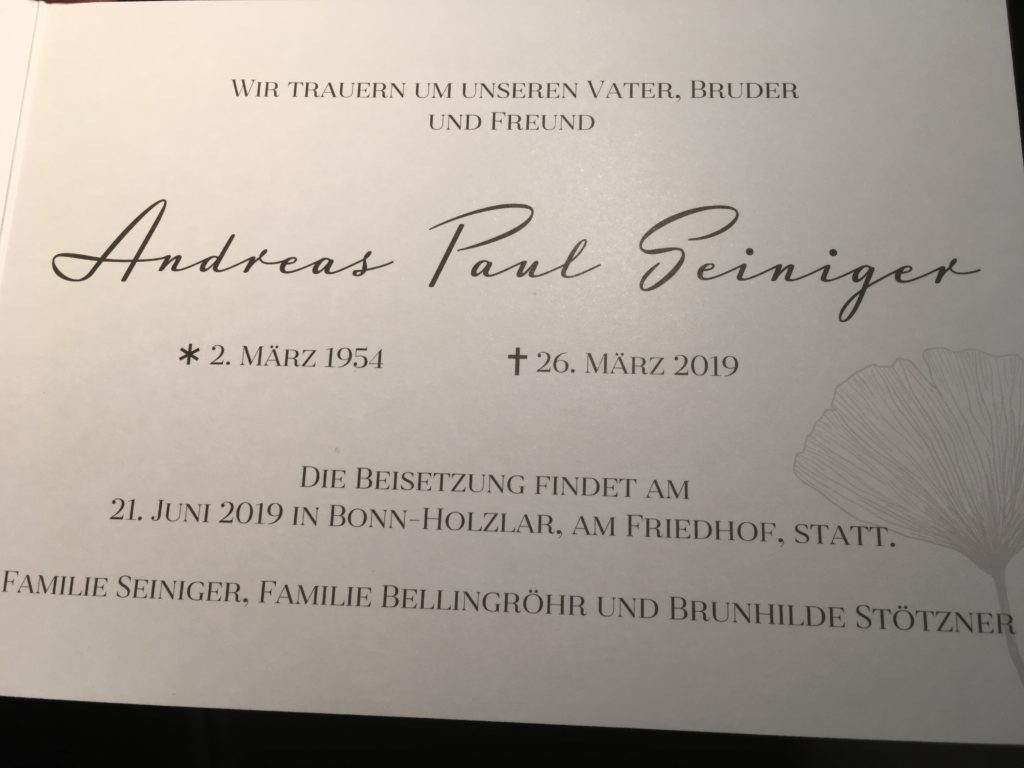 Wir trauern um unseren Vater, Bruder
und Freund
Andreas Paul Seiniger
* 2. März 1954 † 26. März 2019
Die Beisetzung findet am
21. Juni 2019 in Bonn-Holzlar, am Friedhof, statt.
Familie Seiniger, Familie Bellingröhr und Brunhilde Stötzner